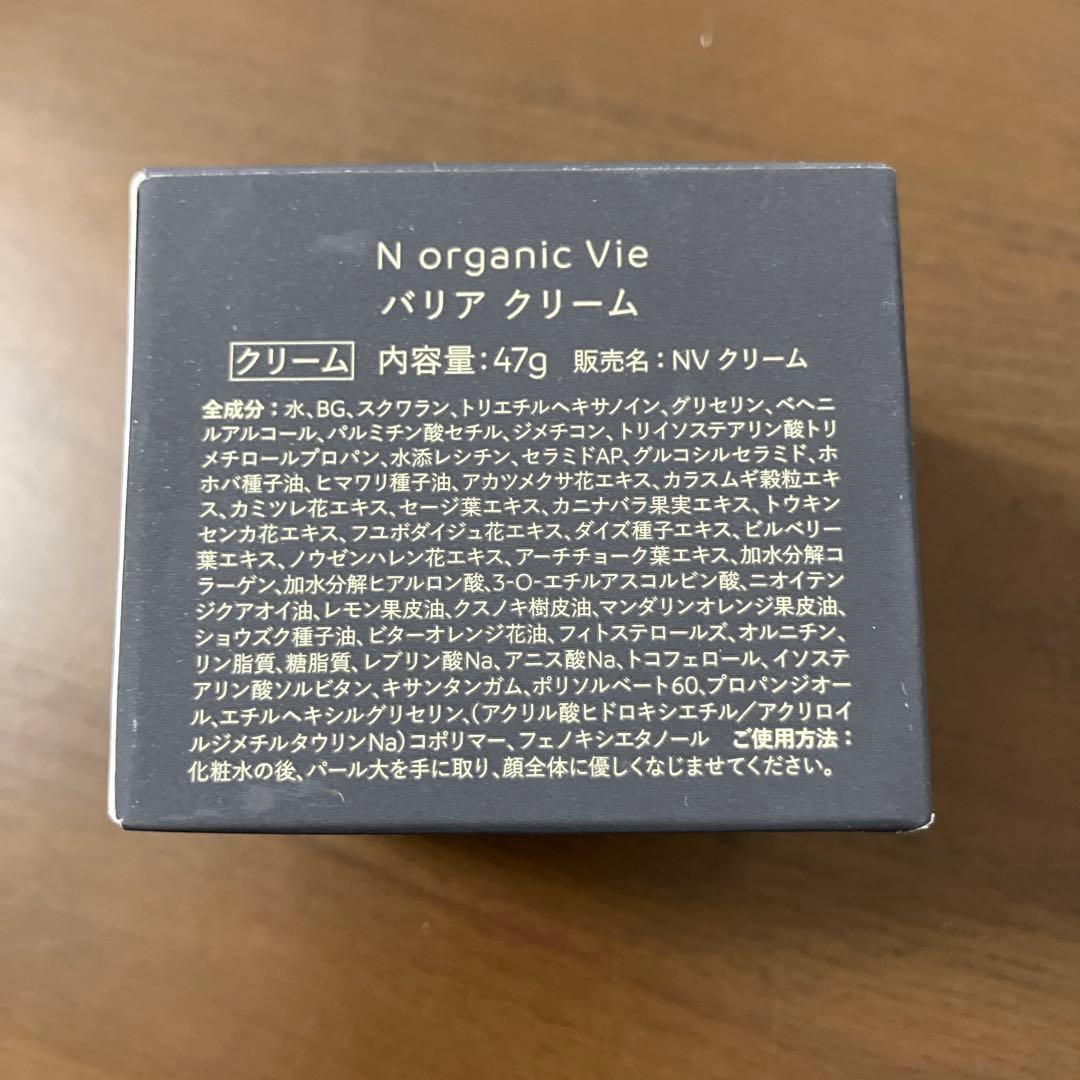 N organic Vie
バリア クリーム
クリーム 内容量:47g 販売名:NV クリーム
全成分:水、BG、スクワラン、トリエチルヘキサノイン、グリセリン、ベヘニ
ルアルコール、パルミチン酸セチル、ジメチコン、トリイソステアリン酸トリ
メチロールプロパン、水添レシチン、セラミドAP、グルコシルセラミド、ホ
ホバ種子油、ヒマワリ種子油、アカツメクサ花エキス、カラスムギ穀粒エキ
ス、カミツレ花エキス、セージ葉エキス、カニナバラ果実エキス、トウキン
センカ花エキス、フユボダイジュ花エキス、ダイズ種子エキス、ビルベリー
葉エキス、ノウゼンハレン花エキス、アーチチョーク葉エキス、加水分解コ
ラーゲン、加水分解ヒアルロン酸、3-O-エチルアスコルビン酸、ニオイテン
ジクアオイ油、レモン果皮油、クスノキ樹皮油、マンダリンオレンジ果皮油、
ショウズク種子油、ビターオレンジ花油、フィトステロールズ、オルニチン、
リン脂質、糖脂質、レブリン酸Na、アニス酸Na、トコフェロール、イソステ
アリン酸ソルビタン、キサンタンガム、ポリソルベート60、プロパンジオー
ル、エチルヘキシルグリセリン、(アクリル酸ヒドロキシエチル/アクリロイ
ルジメチルタウリンNa)コポリマー、フェノキシエタノール ご使用方法:
化粧水の後、パール大を手に取り、顔全体に優しくなじませてください。